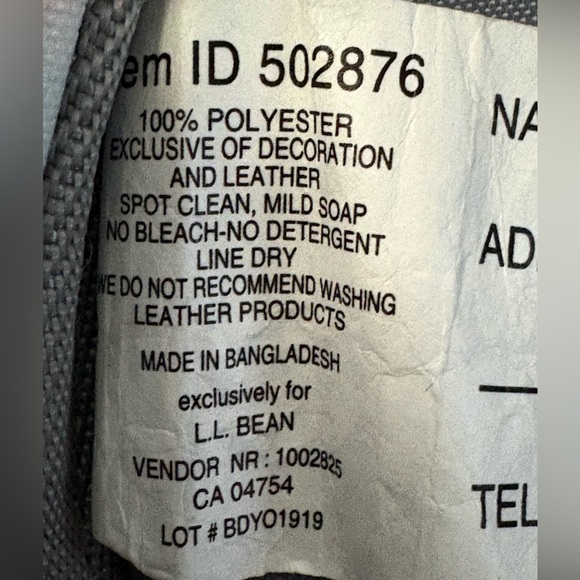 em ID 502876
100% POLYESTER
EXCLUSIVE OF DECORATION
AND LEATHER
SPOT CLEAN, MILD SOAP
NO BLEACH-NO DETERGENT
LINE DRY
WE DO NOT RECOMMEND WASHING
LEATHER PRODUCTS
MADE IN BANGLADESH
exclusively for
L.L. BEAN
VENDOR NR : 1002825
CA 04754
LOT # BDYO1919
NA
AD
TEL